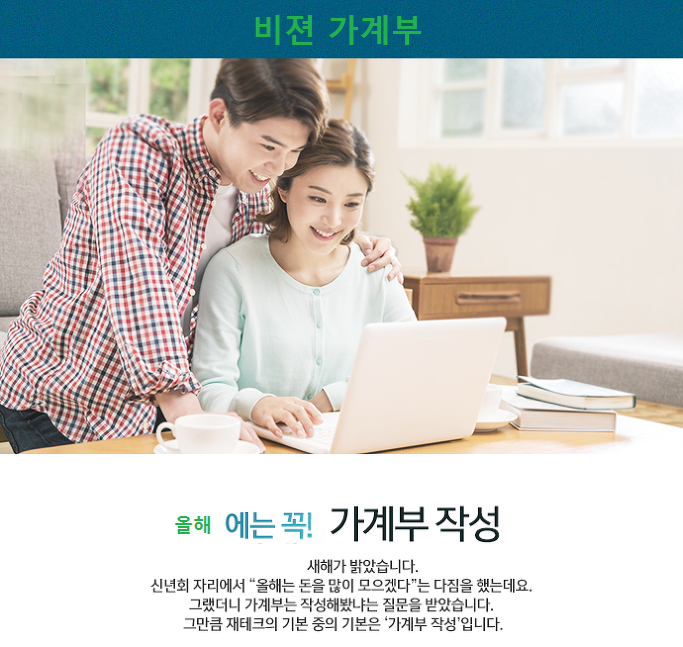 비젼 가계부
올해 에는 꼭! 가계부 작성
새해가 밝았습니다.
신년회 자리에서 “올해는 돈을 많이 모으겠다”는 다짐을 했는데요.
그랬더니 가계부는 작성해봤냐는 질문을 받았습니다.
그만큼 재테크의 기본 중의 기본은 ‘가계부 작성’입니다.